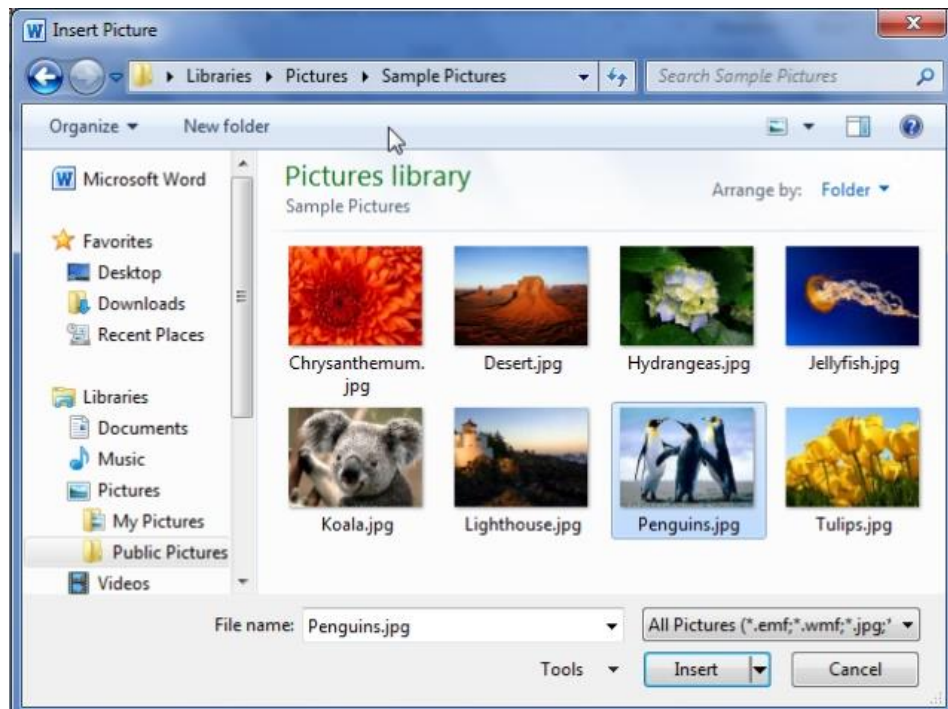 Insert Picture
Libraries Pictures Sample Pictures
Search Sample Pictures
Organize New folder
Microsoft Word
Favorites
Desktop
Downloads
Recent Places
Libraries
Documents
Music
Pictures
My Pictures
Public Pictures
Videos
Pictures library
Sample Pictures
Arrange by: Folder
Chrysanthemum.
jpg
Desert.jpg
Hydrangeas.jpg
Jellyfish.jpg
Koala.jpg
Lighthouse.jpg
Penguins.jpg
Tulips.jpg
File name: Penguins.jpg
All Pictures (*.emf;*.wmf;*.jpg;*
Tools Insert Cancel